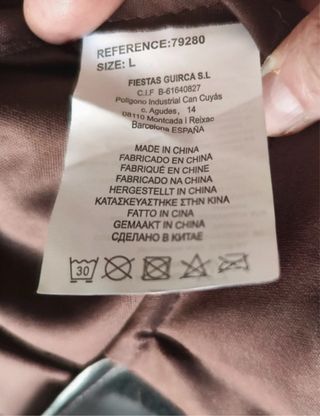 REFERENCE:79280
SIZE: L
FIESTAS GUIRCA S.L
C.I.F B-61640827
Polígono Industrial Can Cuyás
c. Agudes, 14
08110 Montcada I Reixac
Barcelona ESPAÑA
MADE IN CHINA
FABRICADO EN CHINA
FABRIQUÉ EN CHINE
FABRICADO NA CHINA
HERGESTELLT IN CHINA
ΚΑΤΑΣΚΕΥΑΣΤΗΚΕ ΣΤΗΝ ΚΙΝΑ
FATTO IN CINA
GEMAAKT IN CHINA
СДЕЛАНО В КИТАЕ
30